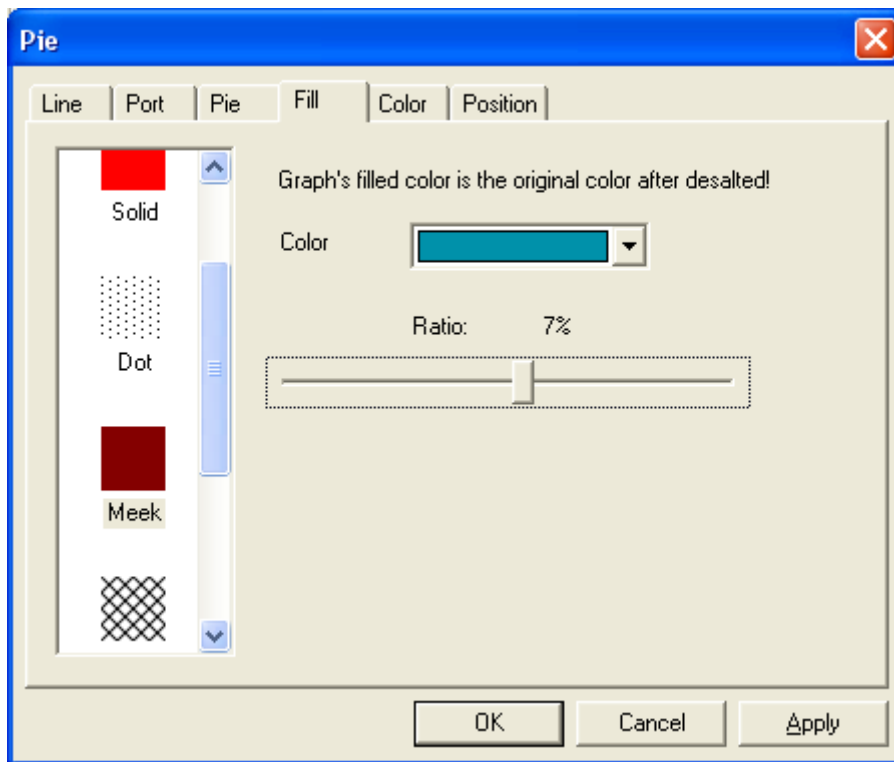 Pie
Line Port Pie Fill Color Position
Graph's filled color is the original color after desalted!
Solid
Color
Ratio: 7%
Dot
Meek
OK Cancel Apply